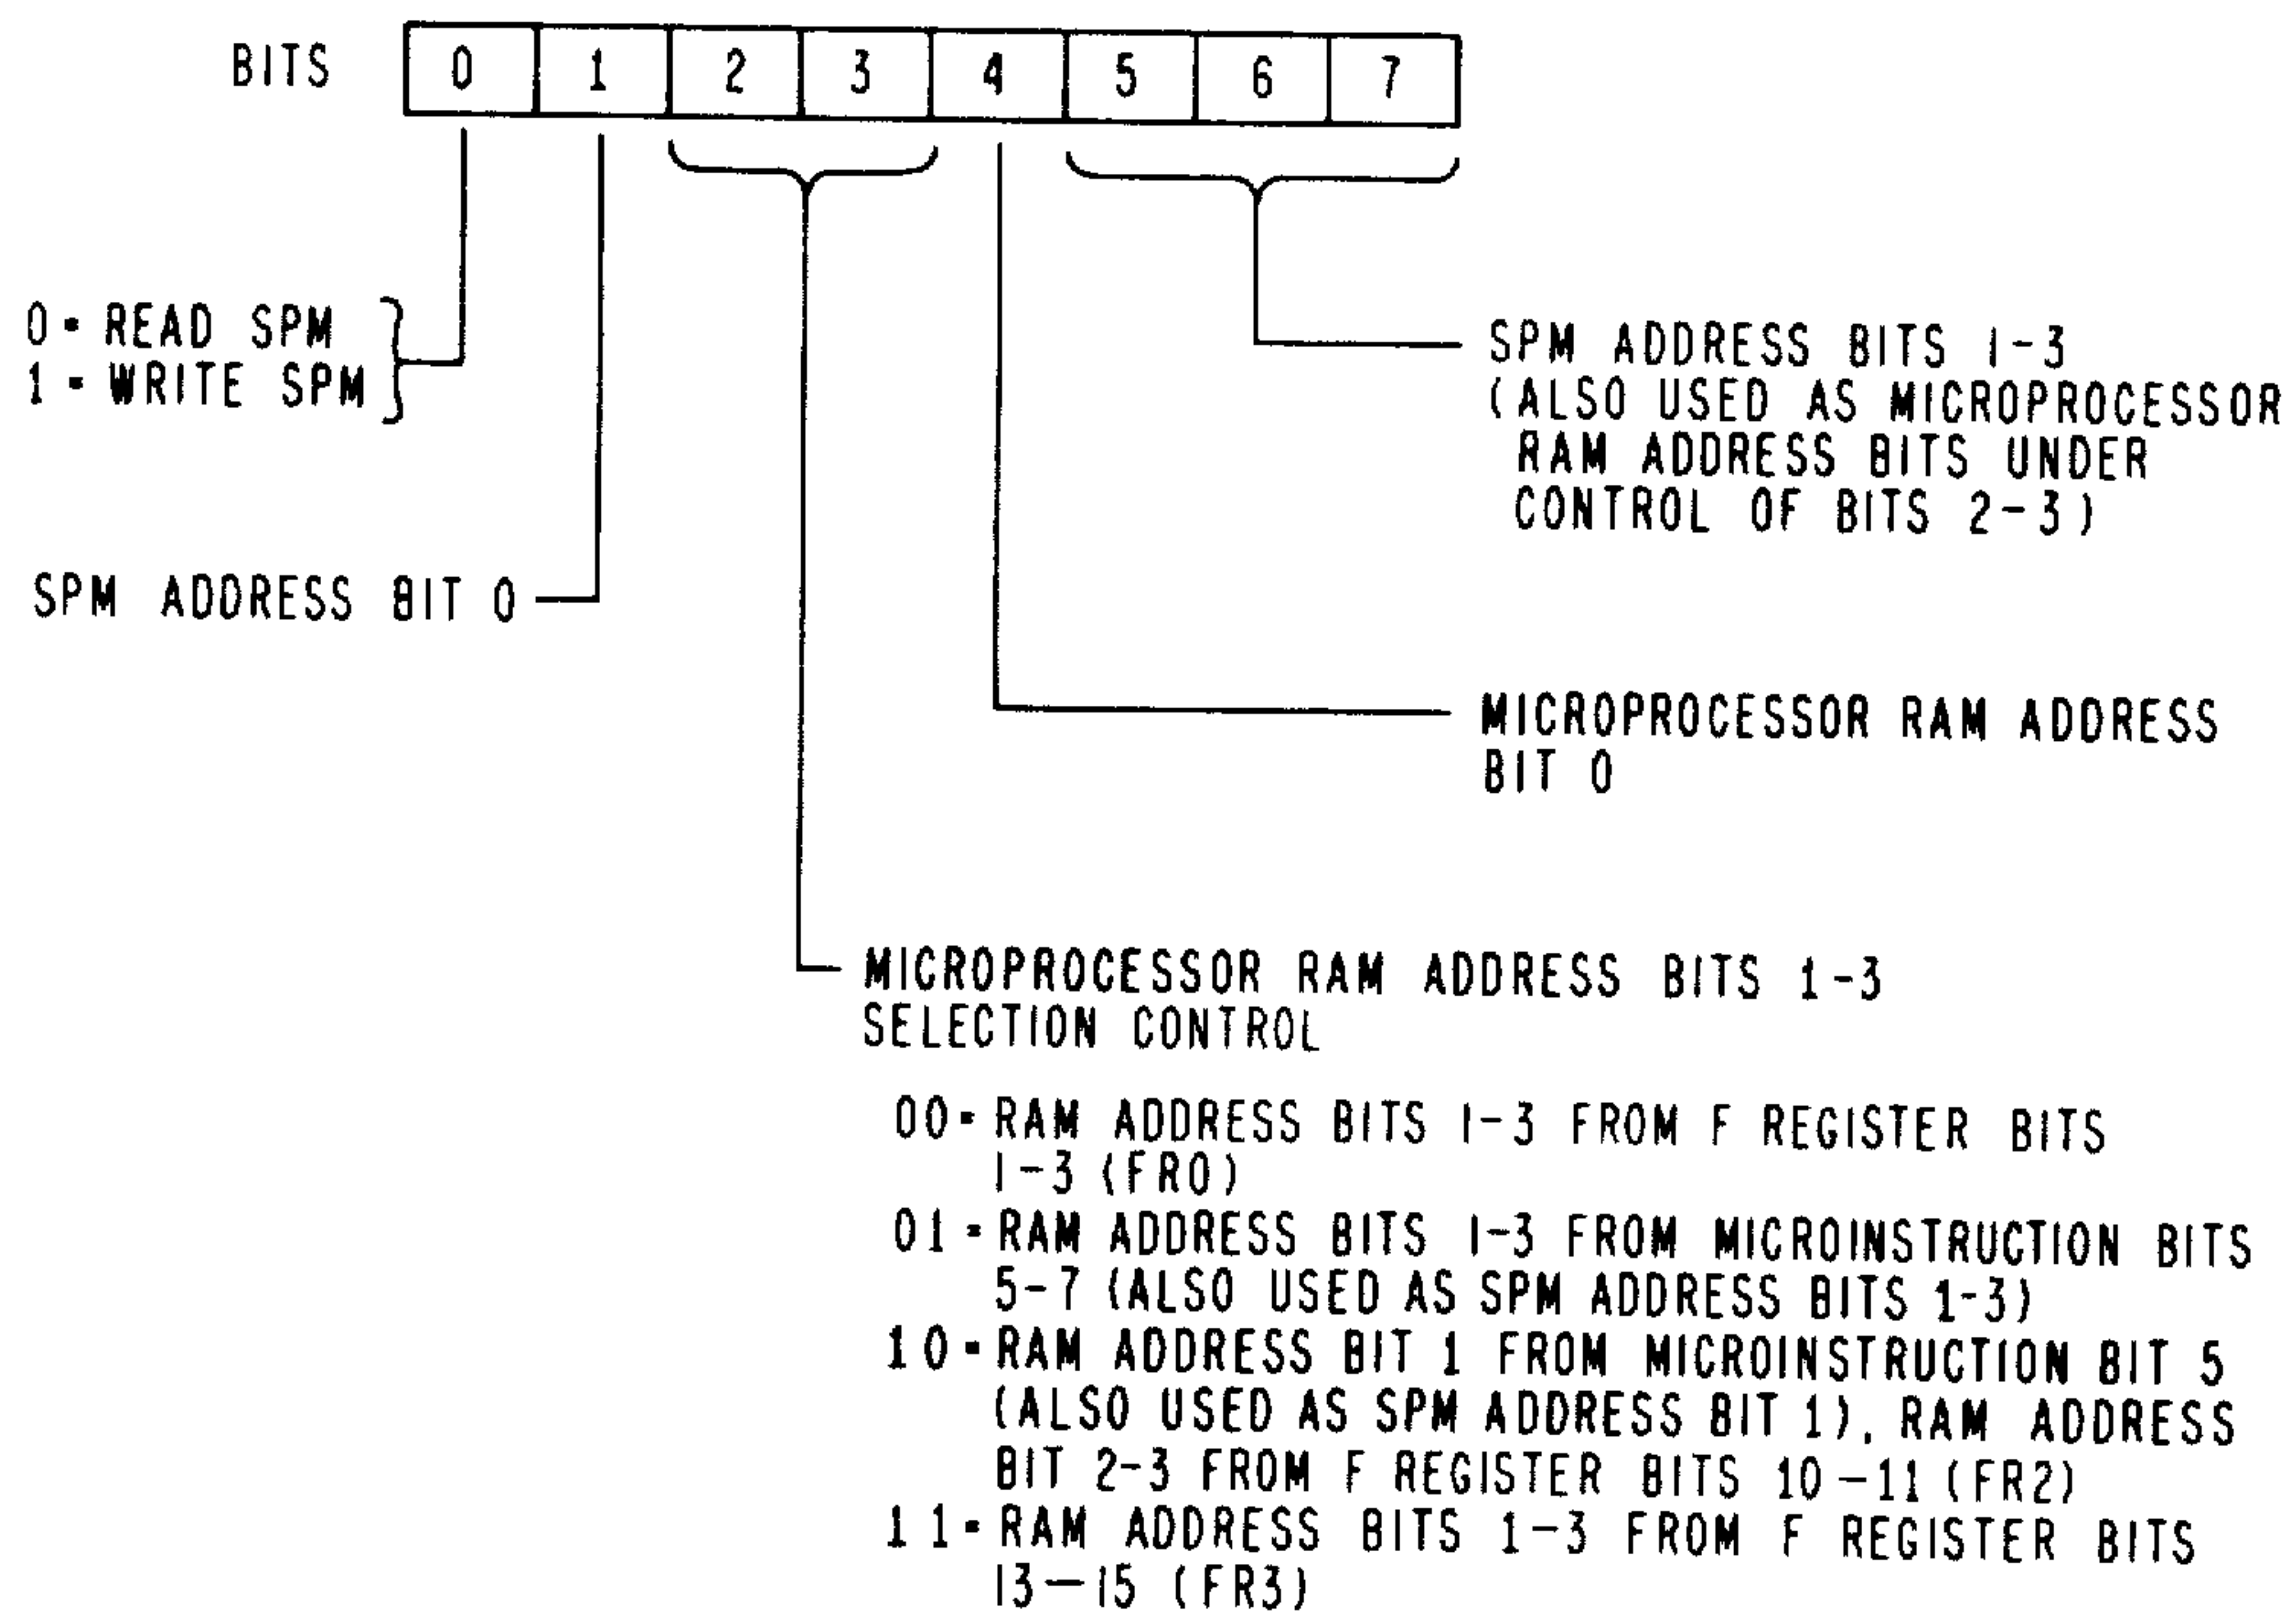 BITS 0 1 2 3 4 5 6 7
0 = READ SPM
1 = WRITE SPM
SPM ADDRESS BITS 1-3
(ALSO USED AS MICROPROCESSOR
RAM ADDRESS BITS UNDER
CONTROL OF BITS 2-3)
SPM ADDRESS BIT 0
MICROPROCESSOR RAM ADDRESS
BIT 0
MICROPROCESSOR RAM ADDRESS BITS 1-3
SELECTION CONTROL
00 = RAM ADDRESS BITS 1-3 FROM F REGISTER BITS
1-3 (FR0)
01 = RAM ADDRESS BITS 1-3 FROM MICROINSTRUCTION BITS
5-7 (ALSO USED AS SPM ADDRESS BITS 1-3)
10 = RAM ADDRESS BIT 1 FROM MICROINSTRUCTION BIT 5
(ALSO USED AS SPM ADDRESS BIT 1), RAM ADDRESS
BIT 2-3 FROM F REGISTER BITS 10-11 (FR2)
11 = RAM ADDRESS BITS 1-3 FROM F REGISTER BITS
13-15 (FR3)